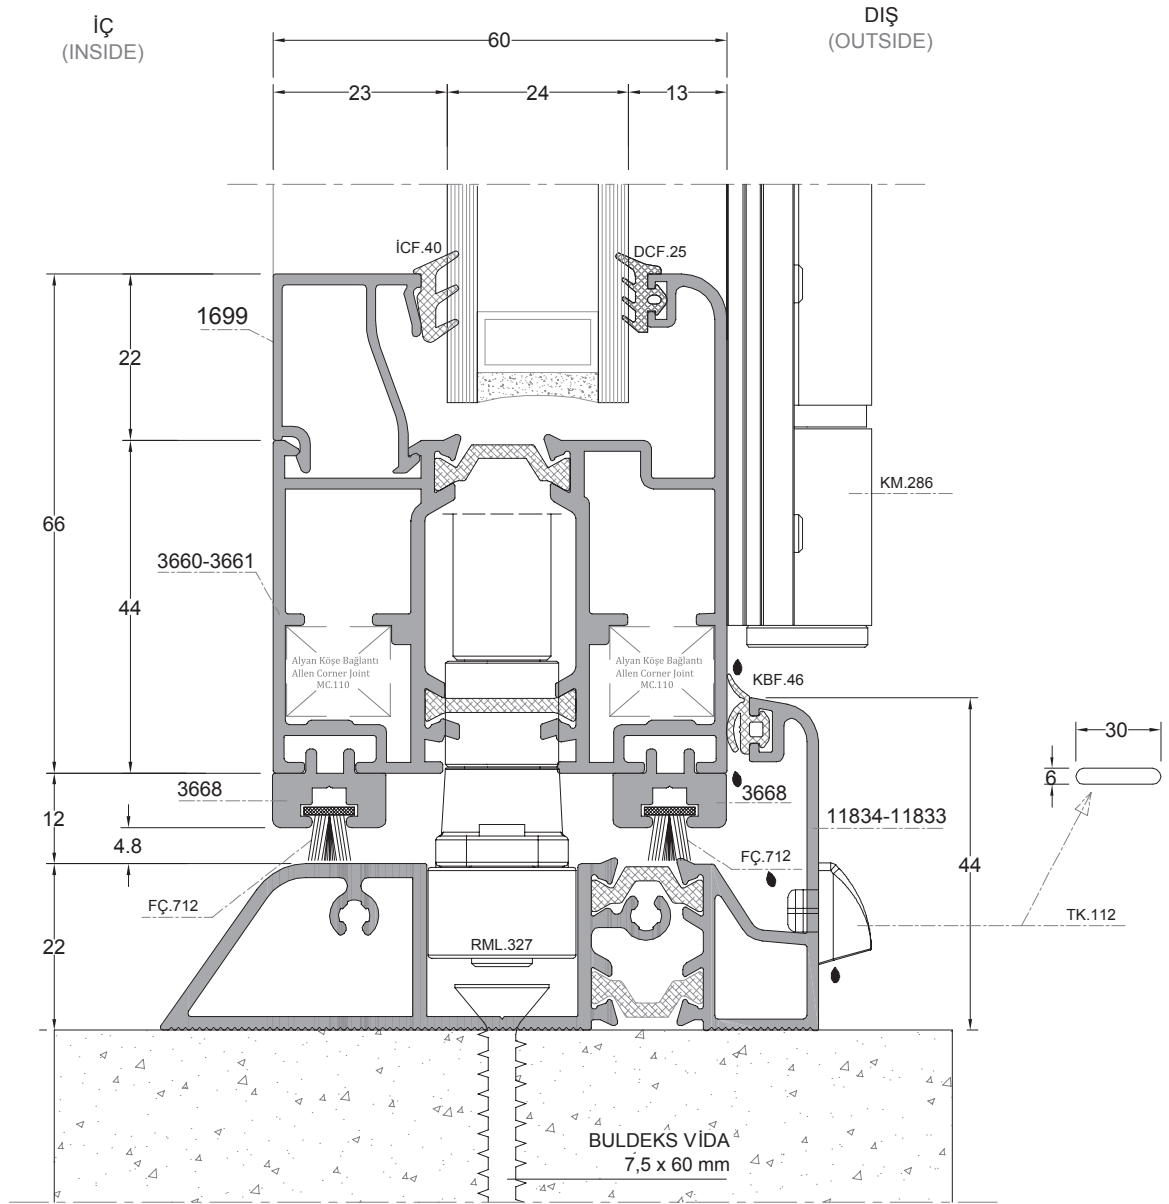 İÇ
(INSIDE)
DIŞ
(OUTSIDE)
60
23
24
13
İCF.40
DCF.25
1699
22
KM.286
66
3660-3661
44
Alyan Köşe Bağlantı
Allen Corner Joint
MC.110
Alyan Köşe Bağlantı
Allen Corner Joint
MC.110
KBF.46
30
6
3668
3668
12
11834-11833
4.8
FÇ.712
44
FÇ.712
TK.112
22
RML.327
BULDEKS VİDA
7,5 x 60 mm